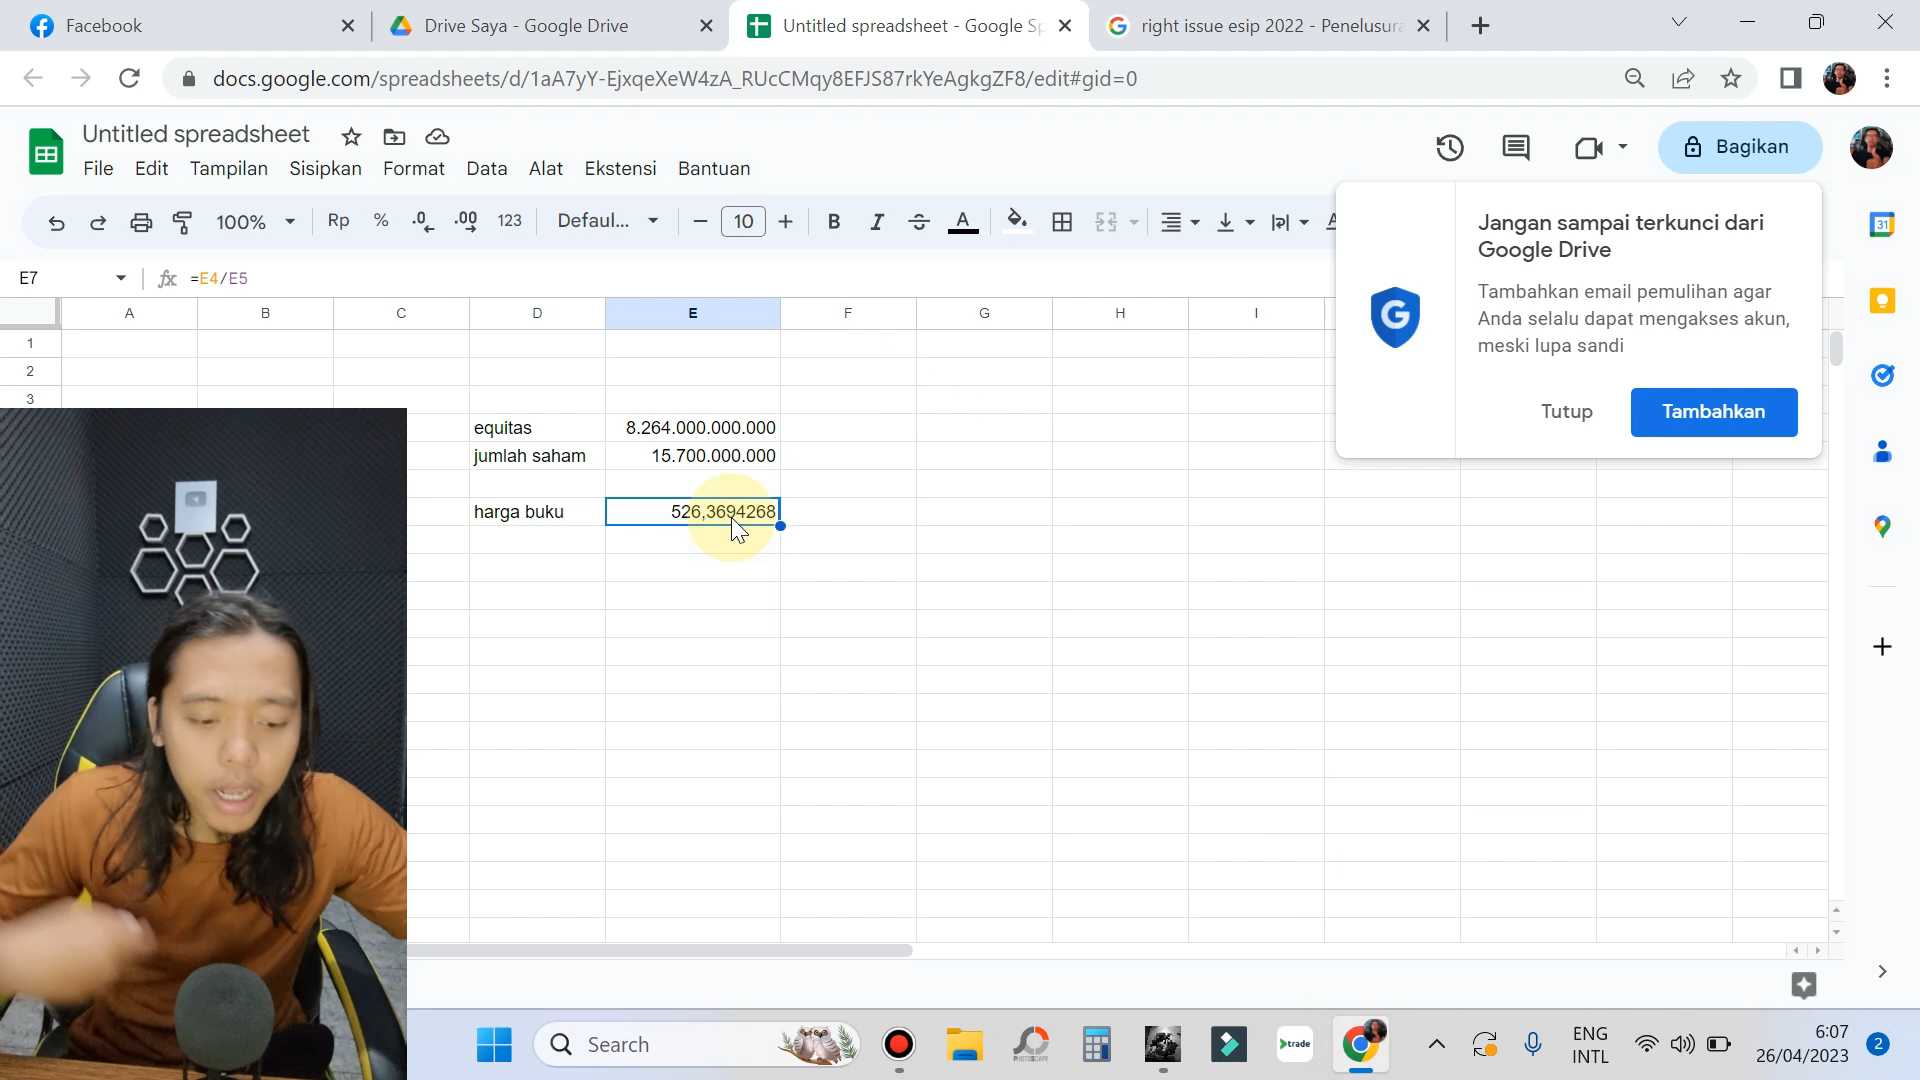 Facebook
Drive Saya - Google Drive
Untitled spreadsheet - Google Sp
right issue esip 2022 - Penelusura
docs.google.com/spreadsheets/d/1aA7yY-EjxqeXeW4zA_RUcCMqy8EFJS87rkYeAgkgZF8/edit#gid=0
Untitled spreadsheet
File Edit Tampilan Sisipkan Format Data Alat Ekstensi Bantuan
Bagikan
100% Rp % .0 .00 123 Defaul... 10 B I S A
Jangan sampai terkunci dari
Google Drive
Tambahkan email pemulihan agar
Anda selalu dapat mengakses akun,
meski lupa sandi
Tutup Tambahkan
31
E7 fx =E4/E5
A B C D E F G H I
1
2
3
equitas 8.264.000.000.000
jumlah saham 15.700.000.000
harga buku 526,3694268
Search
PHOTOSCAPE
trade
ENG
INTL
6:07
26/04/2023
2